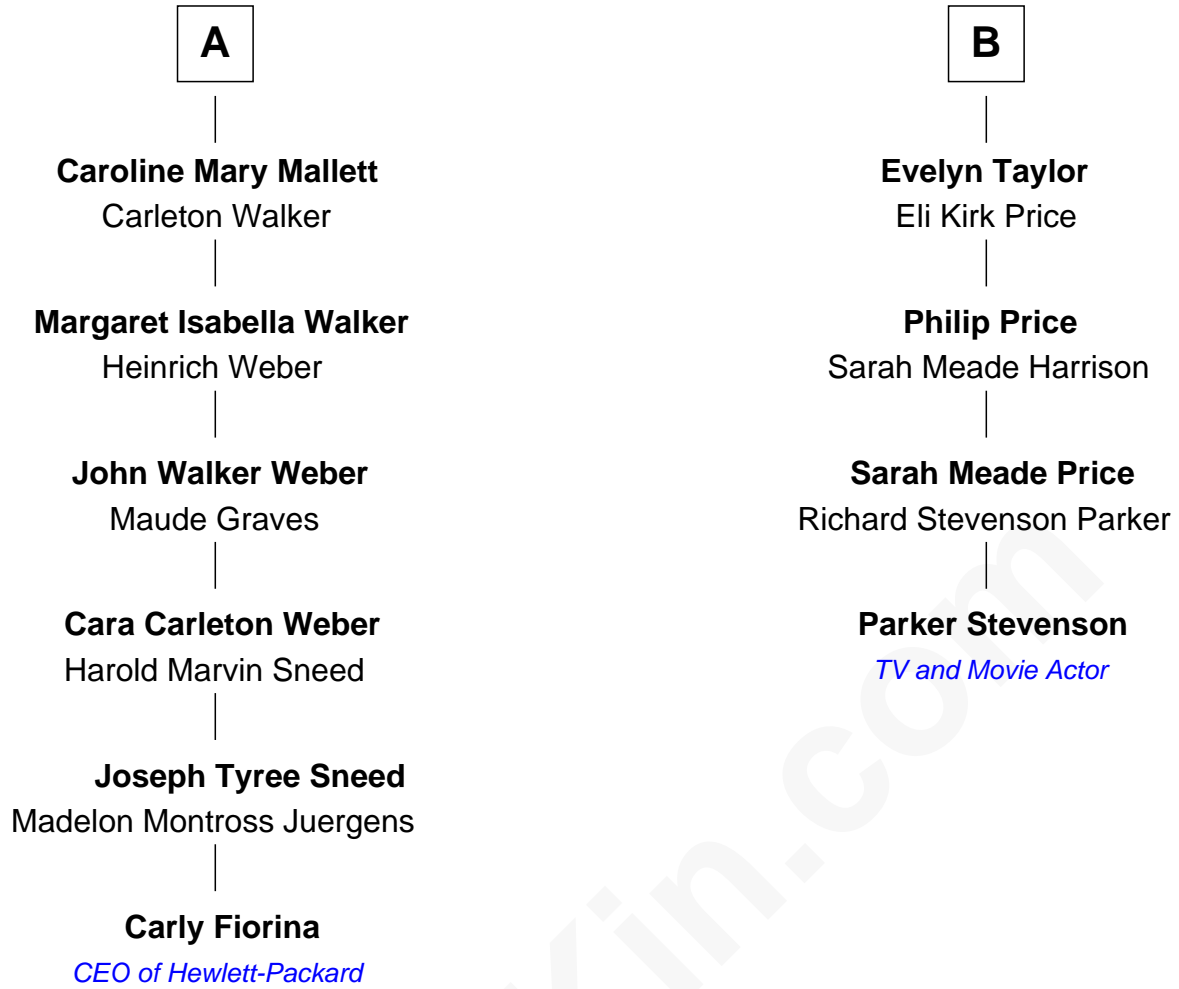 A
Caroline Mary Mallett
Carleton Walker
Margaret Isabella Walker
Heinrich Weber
John Walker Weber
Maude Graves
Cara Carleton Weber
Harold Marvin Sneed
Joseph Tyree Sneed
Madelon Montross Juergens
Carly Fiorina
CEO of Hewlett-Packard
B
Evelyn Taylor
Eli Kirk Price
Philip Price
Sarah Meade Harrison
Sarah Meade Price
Richard Stevenson Parker
Parker Stevenson
TV and Movie Actor
Kin.com